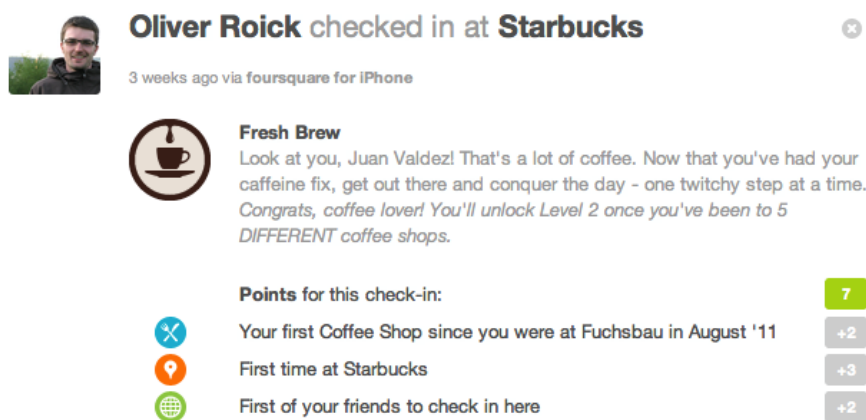 Oliver Roick checked in at Starbucks
3 weeks ago via foursquare for iPhone
Fresh Brew
Look at you, Juan Valdez! That's a lot of coffee. Now that you've had your
caffeine fix, get out there and conquer the day - one twitchy step at a time.
Congrats, coffee lover! You'll unlock Level 2 once you've been to 5
DIFFERENT coffee shops.
Points for this check-in: 7
Your first Coffee Shop since you were at Fuchsbau in August '11 +2
First time at Starbucks +3
First of your friends to check in here +2